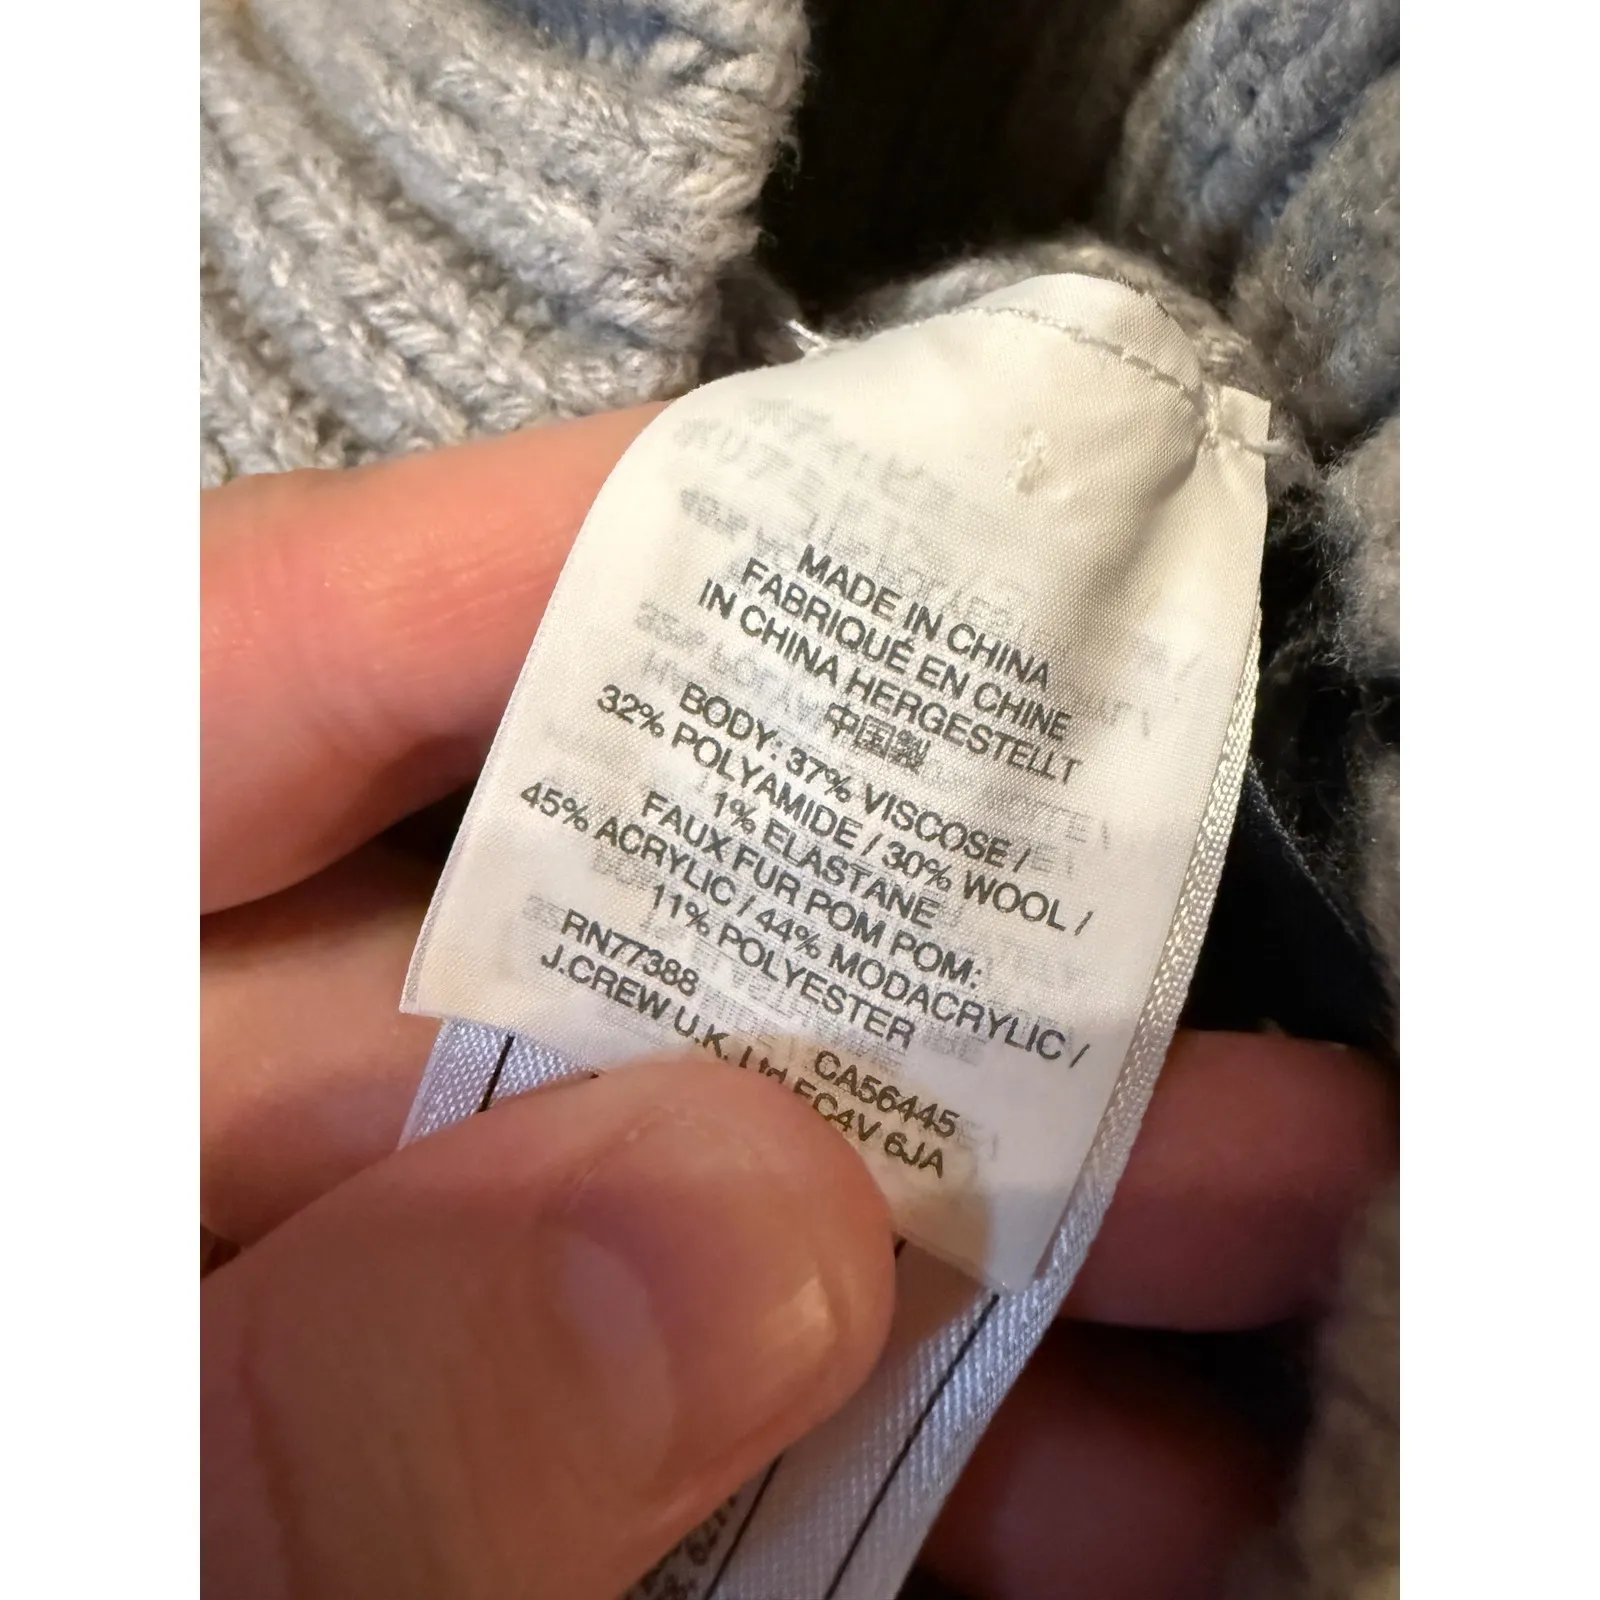 MADE IN CHINA
FABRIQUÉ EN CHINE
IN CHINA HERGESTELLT
中国製
BODY: 37% VISCOSE /
32% POLYAMIDE / 30% WOOL /
1% ELASTANE
FAUX FUR POM POM:
45% ACRYLIC / 44% MODACRYLIC /
11% POLYESTER
RN77388 CA56445
J.CREW U.K. Ltd EC4V 6JA